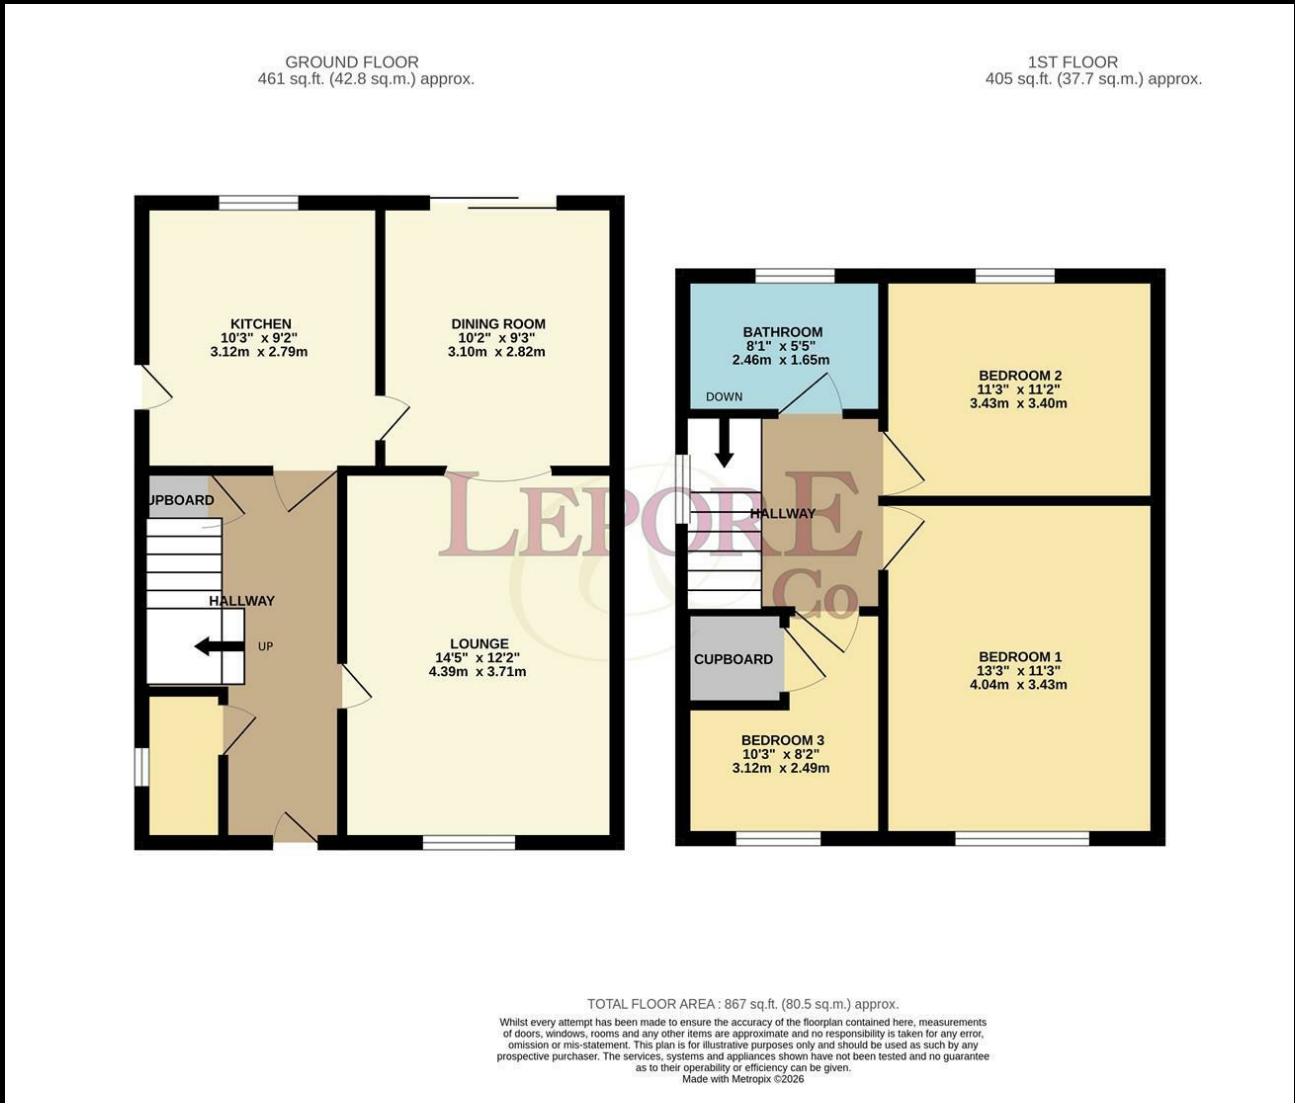 GROUND FLOOR
461 sq.ft. (42.8 sq.m.) approx.
1ST FLOOR
405 sq.ft. (37.7 sq.m.) approx.
KITCHEN
10'3" x 9'2"
3.12m x 2.79m
DINING ROOM
10'2" x 9'3"
3.10m x 2.82m
UPBOARD
HALLWAY
UP
LOUNGE
14'5" x 12'2"
4.39m x 3.71m
BATHROOM
8'1" x 5'5"
2.46m x 1.65m
DOWN
BEDROOM 2
11'3" x 11'2"
3.43m x 3.40m
HALLWAY
CUPBOARD
BEDROOM 1
13'3" x 11'3"
4.04m x 3.43m
BEDROOM 3
10'3" x 8'2"
3.12m x 2.49m
LEPORE
& Co
TOTAL FLOOR AREA : 867 sq.ft. (80.5 sq.m.) approx.
Whilst every attempt has been made to ensure the accuracy of the floorplan contained here, measurements
of doors, windows, rooms and any other items are approximate and no responsibility is taken for any error,
omission or mis-statement. This plan is for illustrative purposes only and should be used as such by any
prospective purchaser. The services, systems and appliances shown have not been tested and no guarantee
as to their operability or efficiency can be given.
Made with Metropix ©2026